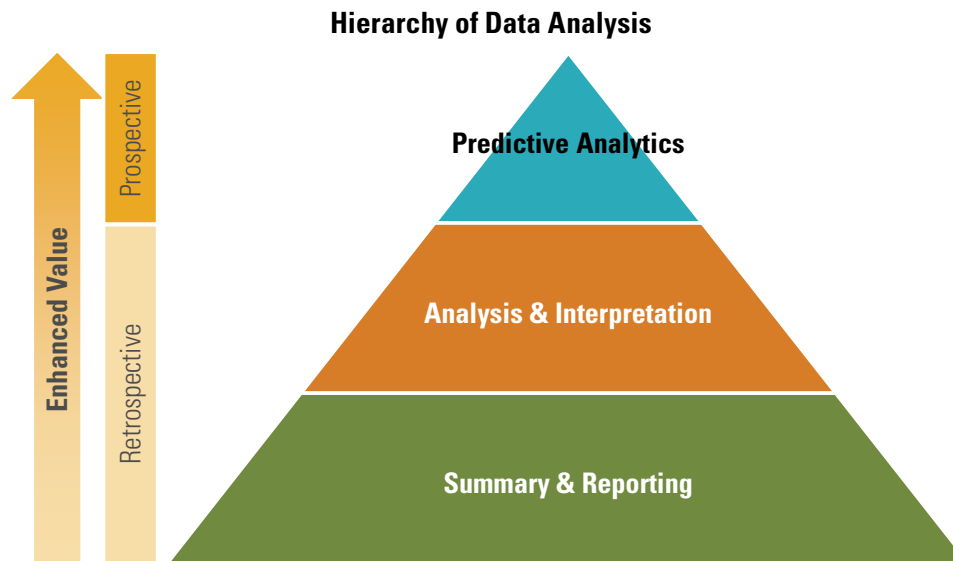 Hierarchy of Data Analysis
Enhanced Value
Prospective
Retrospective
Predictive Analytics
Analysis & Interpretation
Summary & Reporting